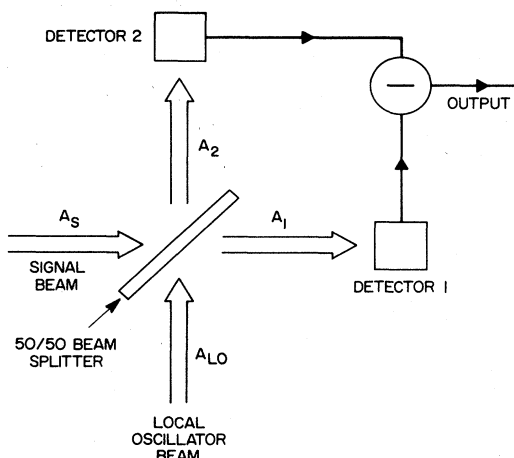 DETECTOR 2
−
OUTPUT
A2
AS
A1
SIGNAL
BEAM
DETECTOR 1
50/50 BEAM
SPLITTER
ALO
LOCAL
OSCILLATOR
BEAM